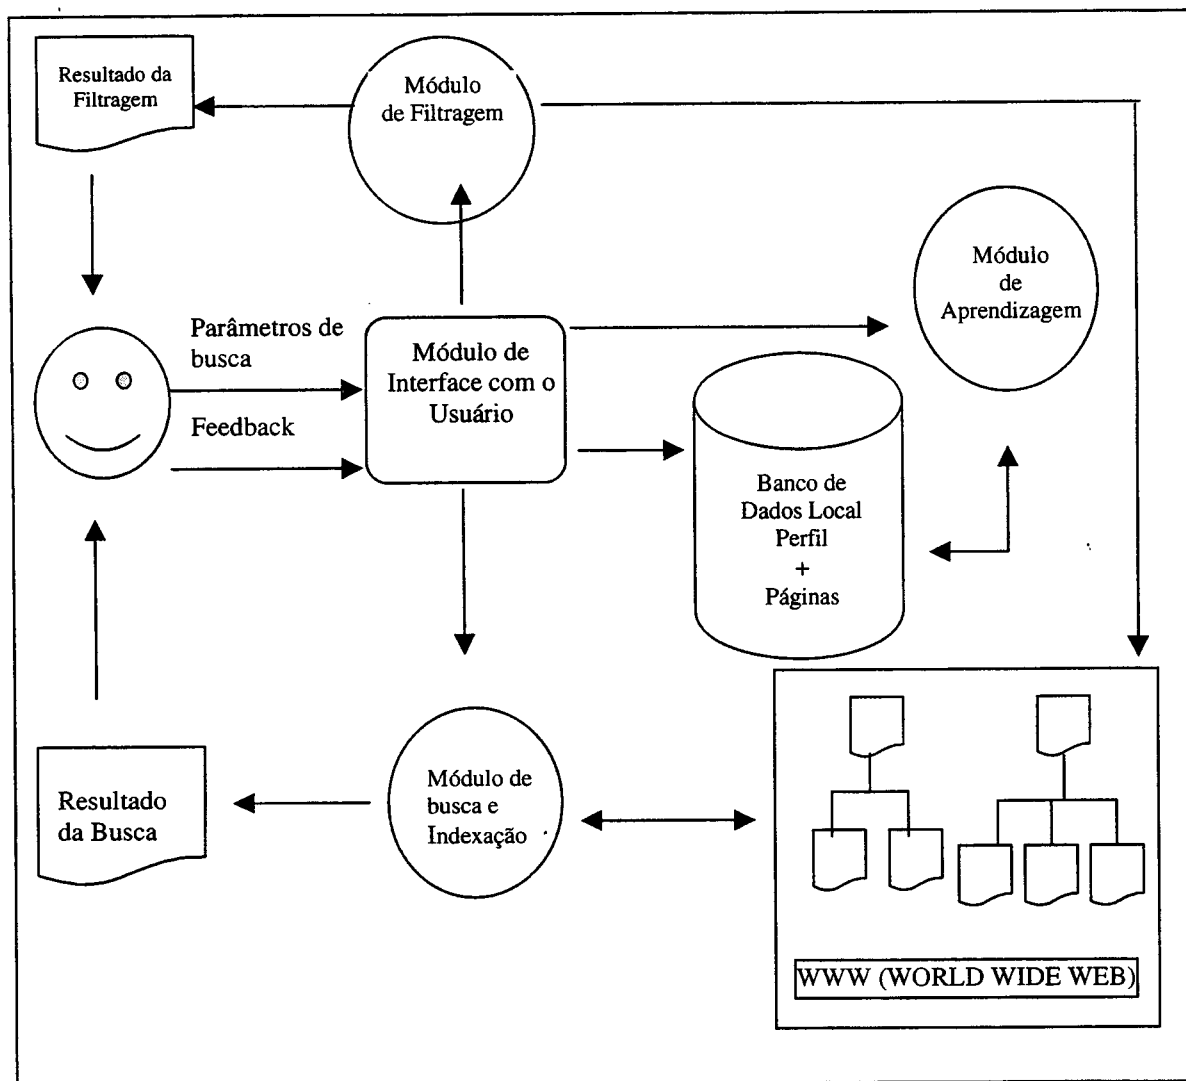 Resultado da
Filtragem
Módulo
de Filtragem
Módulo
de
Aprendizagem
Parâmetros de
busca
Feedback
Módulo de
Interface com o
Usuário
Banco de
Dados Local
Perfil
+
Páginas
Resultado
da Busca
Módulo de
busca e
Indexação
WWW (WORLD WIDE WEB)